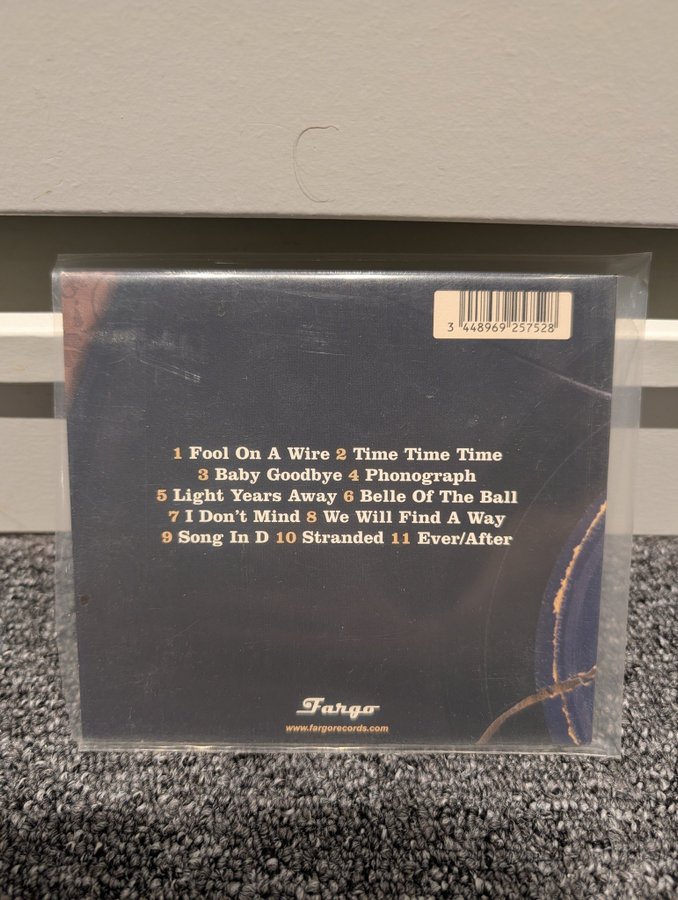 3 448969 257528
1 Fool On A Wire 2 Time Time Time
3 Baby Goodbye 4 Phonograph
5 Light Years Away 6 Belle Of The Ball
7 I Don't Mind 8 We Will Find A Way
9 Song In D 10 Stranded 11 Ever/After
Fargo
www.fargorecords.com